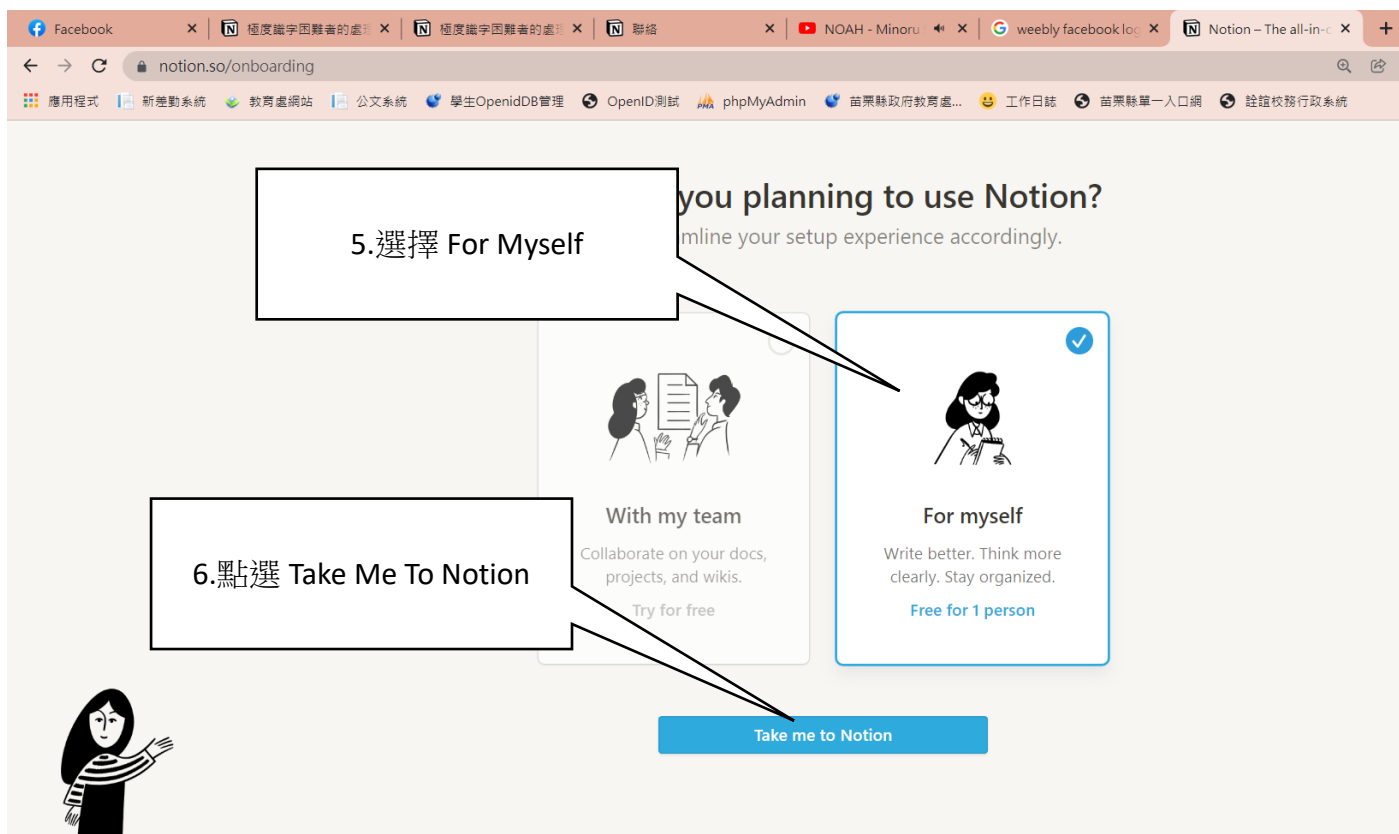 Facebook
極度識字困難者的處理
極度識字困難者的處理
聯絡
NOAH - Minoru
weebly facebook log
Notion – The all-in-o
notion.so/onboarding
應用程式
新差勤系統
教育處網站
公文系統
學生OpenidDB管理
OpenID測試
phpMyAdmin
苗栗縣政府教育處...
工作日誌
苗栗縣單一入口網
詮誼校務行政系統
you planning to use Notion?
mline your setup experience accordingly.
5.選擇 For Myself
With my team
Collaborate on your docs,
projects, and wikis.
Try for free
For myself
Write better. Think more
clearly. Stay organized.
Free for 1 person
6.點選 Take Me To Notion
Take me to Notion